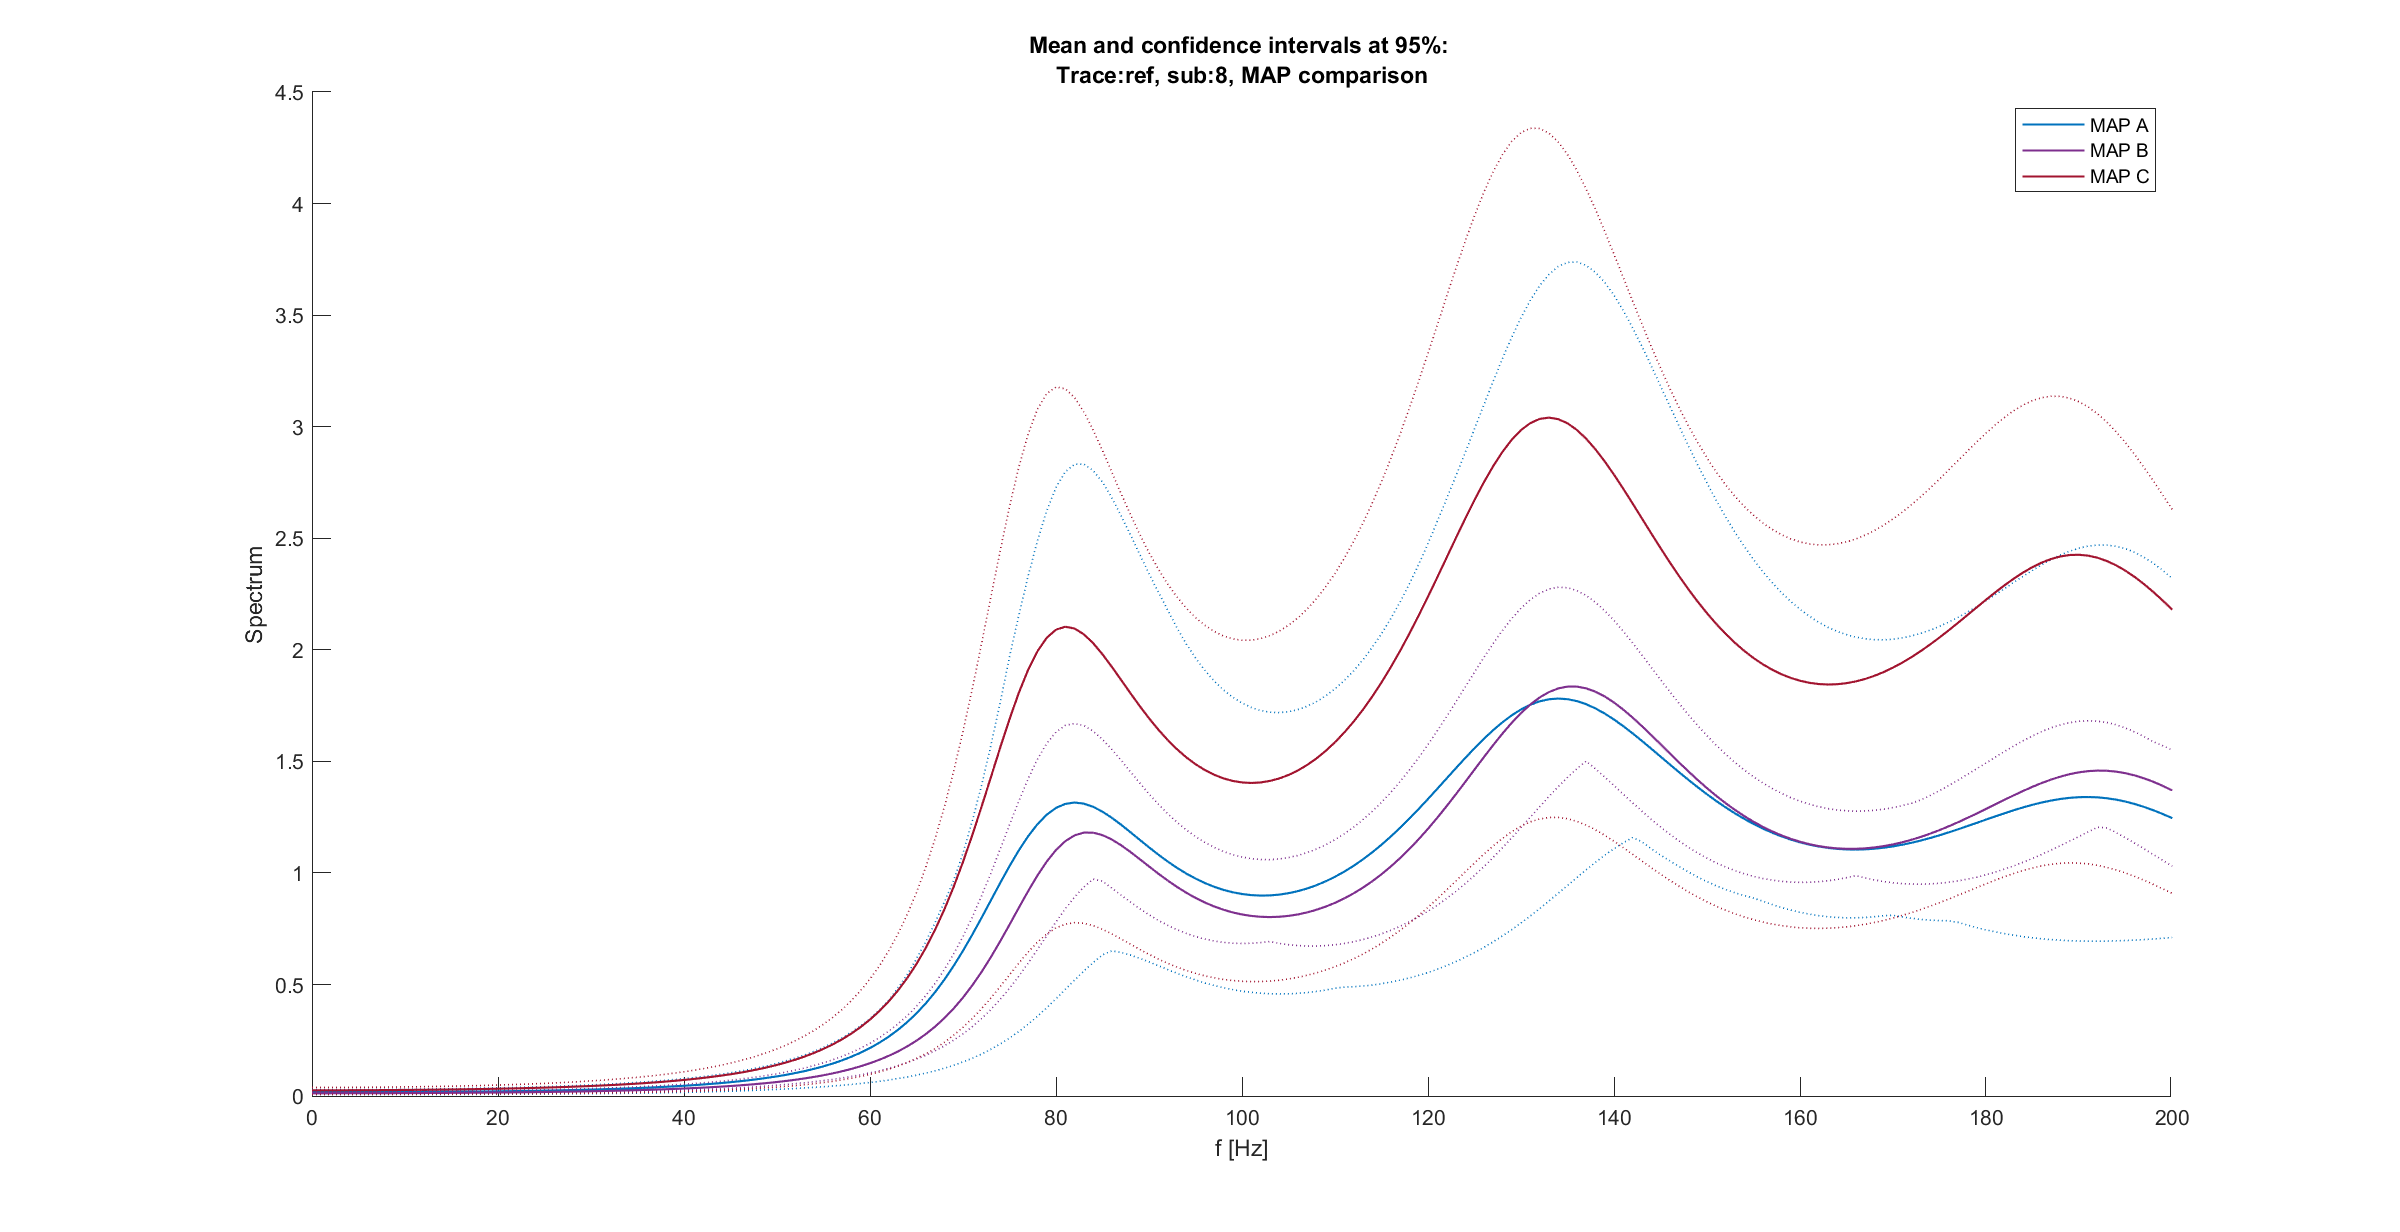 Mean and confidence intervals at 95%:
Trace:ref, sub:8, MAP comparison
4.5
4
3.5
3
2.5
2
1.5
1
0.5
0
Spectrum
MAP A
MAP B
MAP C
0 20 40 60 80 100 120 140 160 180 200
f [Hz]